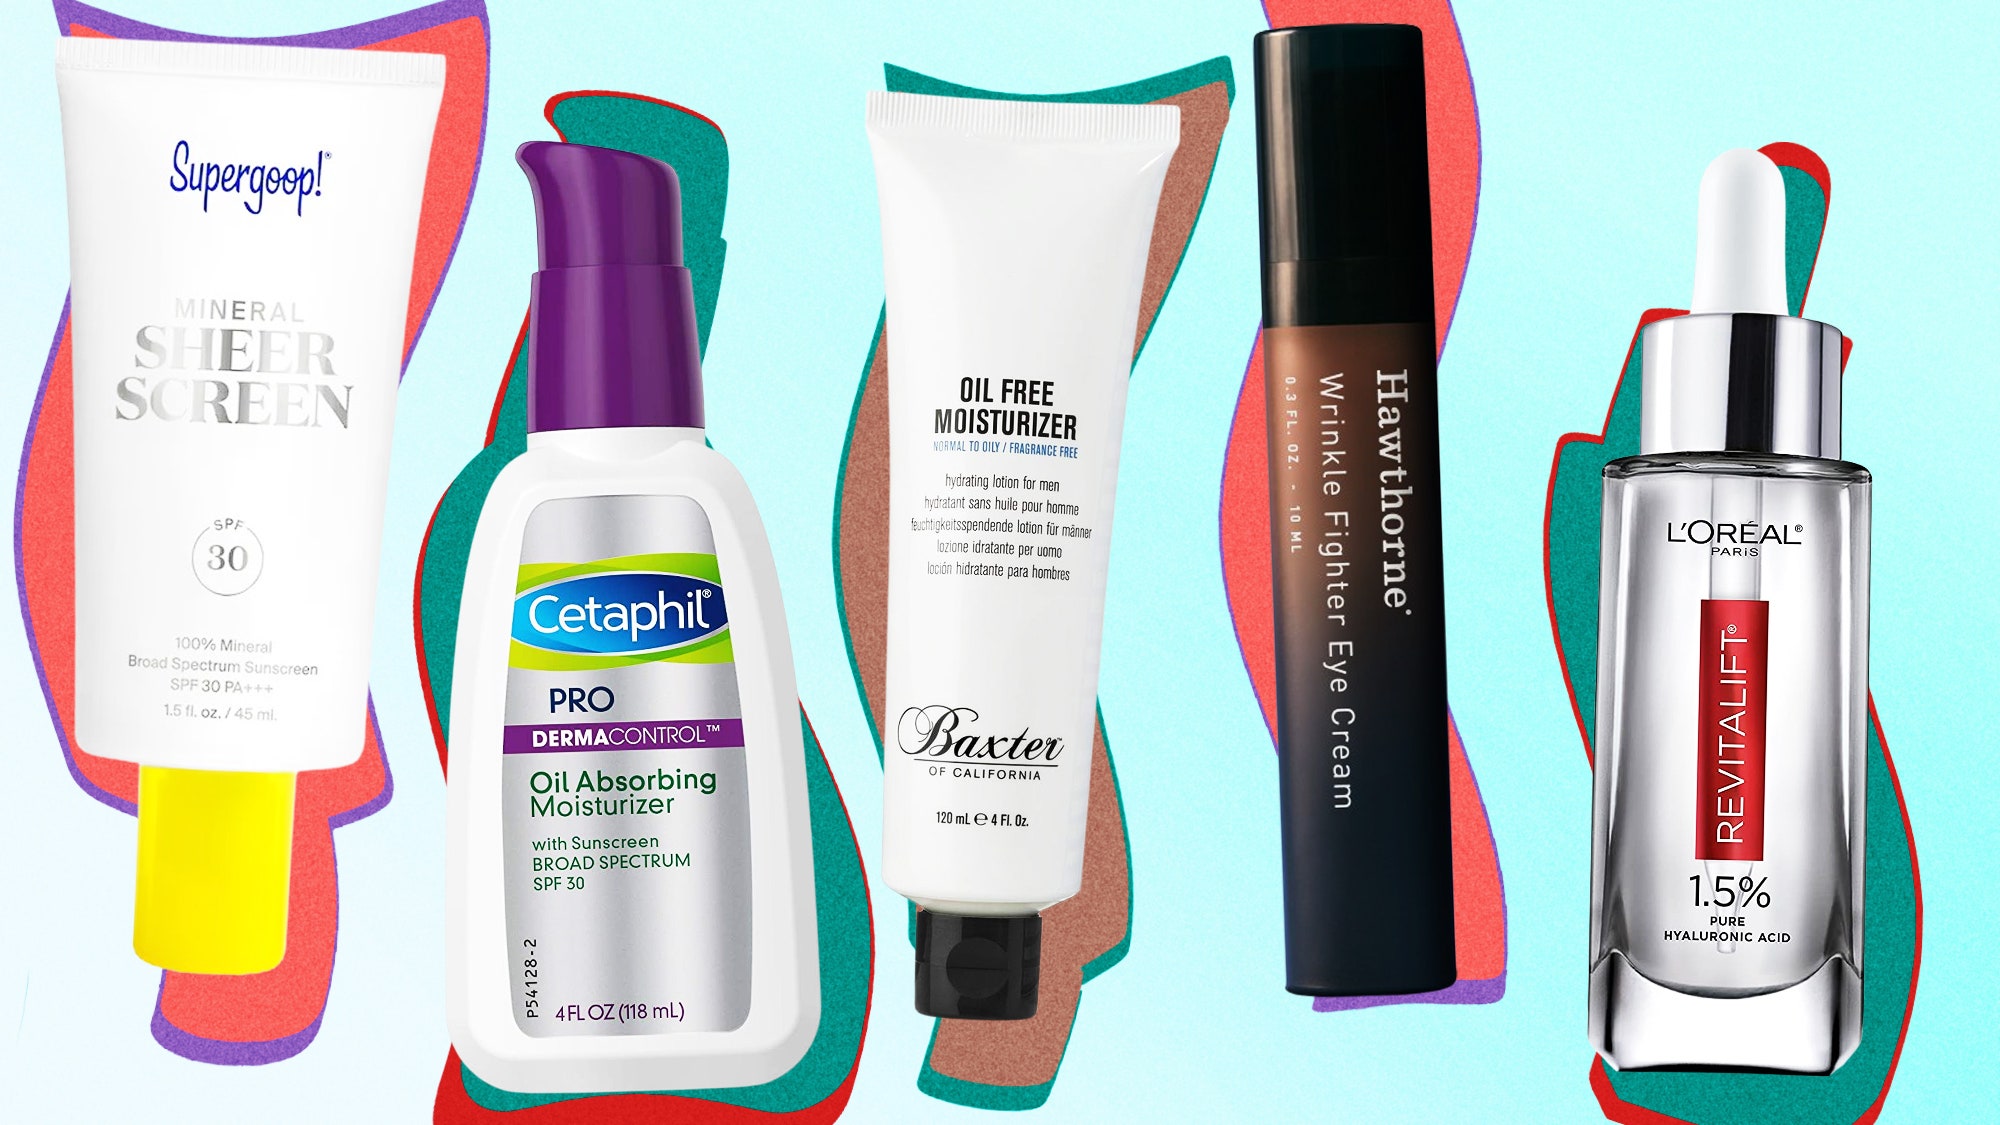 Supergoop!®
MINERAL
SHEER
SCREEN
SPF
30
100% Mineral
Broad Spectrum Sunscreen
SPF 30 PA+++
1.5 fl. oz. / 45 ml.
Cetaphil®
PRO
DERMACONTROL™
Oil Absorbing
Moisturizer
with Sunscreen
BROAD SPECTRUM
SPF 30
P54128-2
4 FL OZ (118 mL)
OIL FREE
MOISTURIZER
NORMAL TO OILY / FRAGRANCE FREE
hydrating lotion for men
hydratant sans huile pour homme
feuchtigkeitsspendende lotion für männer
lozione idratante per uomo
loción hidratante para hombres
Baxter™
OF CALIFORNIA
120 mL ℮ 4 Fl. Oz.
Hawthorne®
Wrinkle Fighter Eye Cream
0.3 FL. OZ. - 10 ML
L'ORÉAL®
PARIS
REVITALIFT®
1.5%
PURE
HYALURONIC ACID